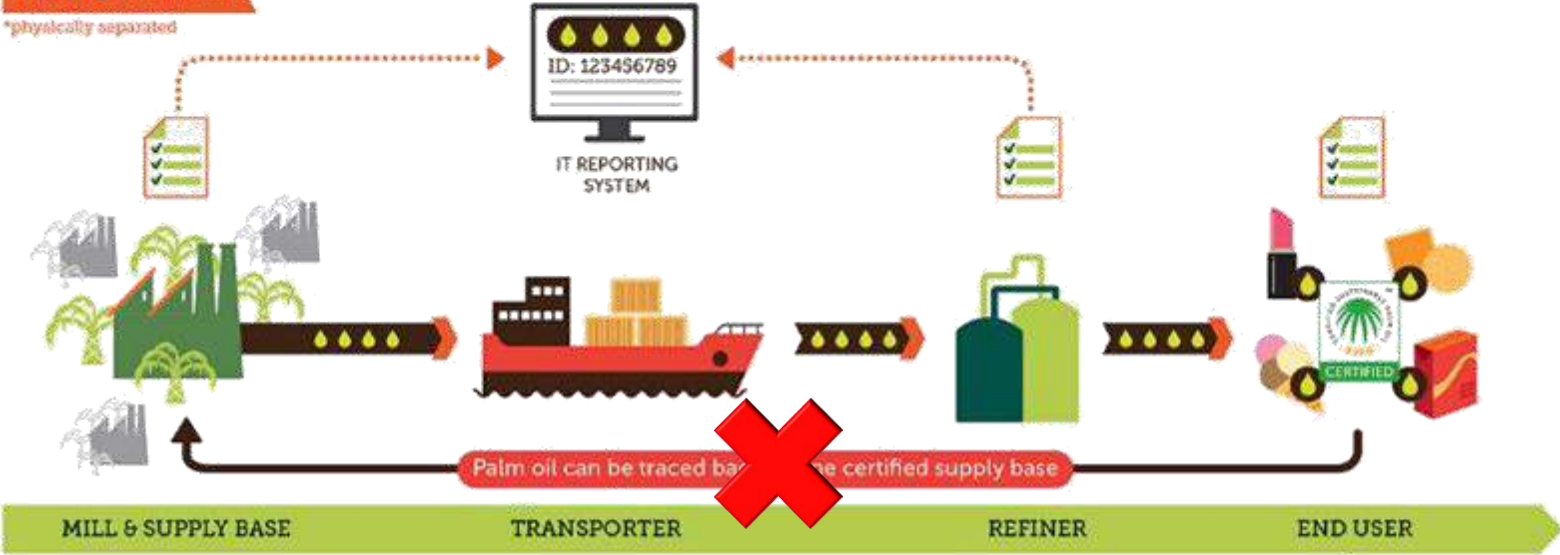 *physically separated
ID: 123456789
IT REPORTING
SYSTEM
CERTIFIED
Palm oil can be traced certified supply base
MILL & SUPPLY BASE
TRANSPORTER
REFINER
END USER